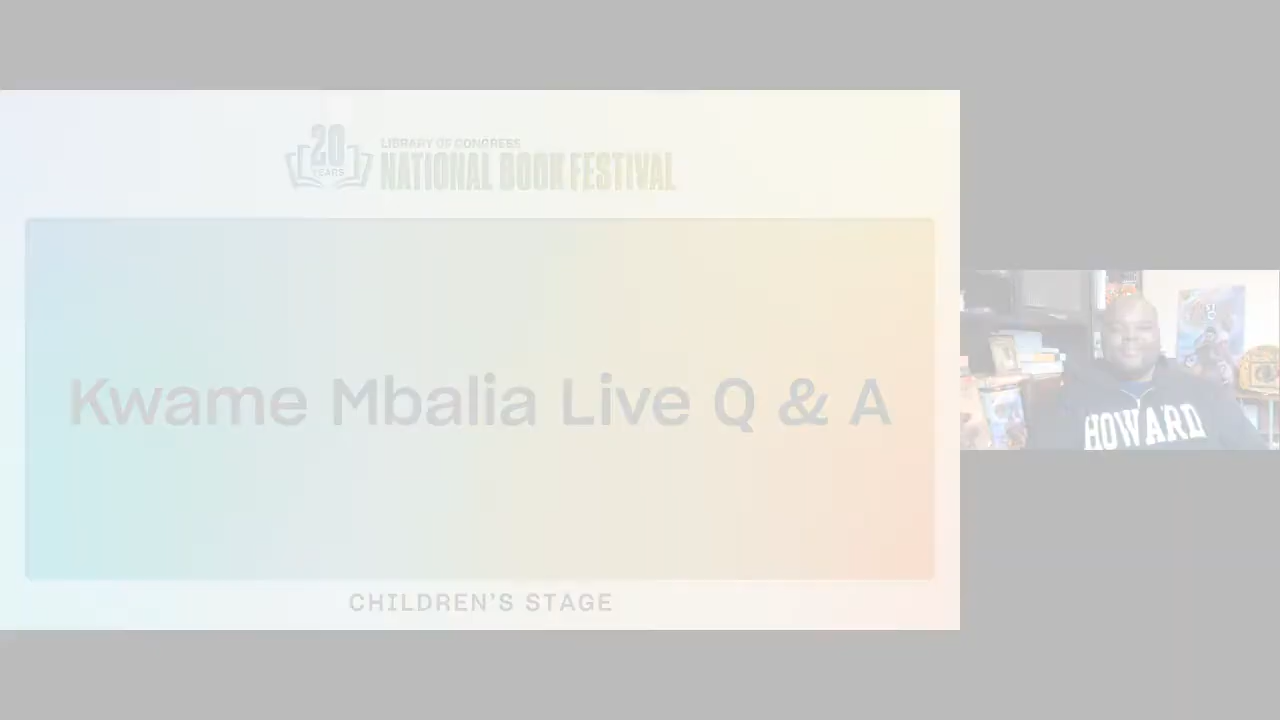 20
YEARS
LIBRARY OF CONGRESS
NATIONAL BOOK FESTIVAL
Kwame Mbalia Live Q & A
CHILDREN'S STAGE
HOWARD